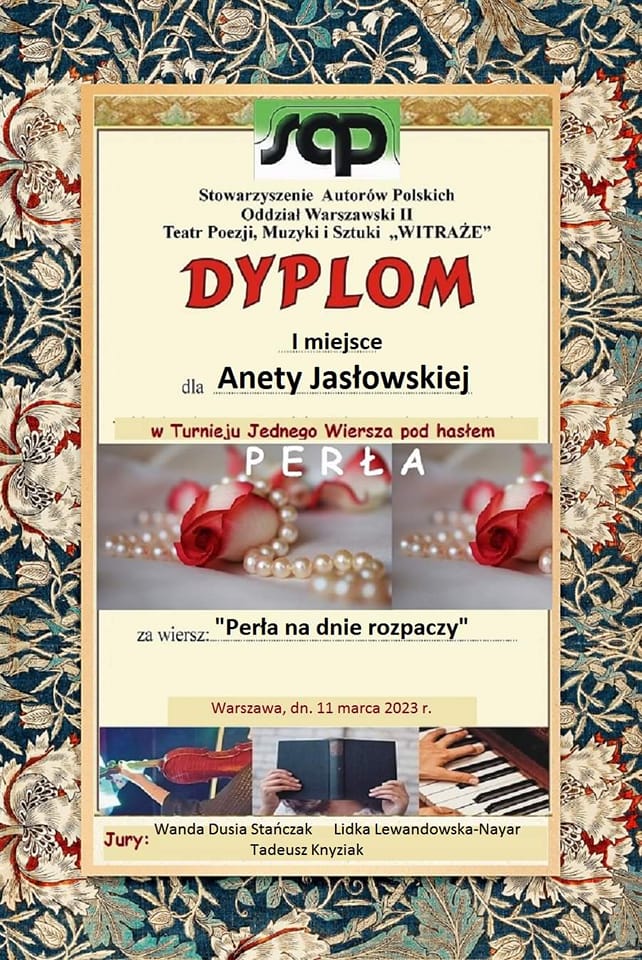 sap
Stowarzyszenie Autorów Polskich
Oddział Warszawski II
Teatr Poezji, Muzyki i Sztuki „WITRAŻE”
DYPLOM
I miejsce
dla Anety Jasłowskiej
w Turnieju Jednego Wiersza pod hasłem
PERŁA
za wiersz: "Perła na dnie rozpaczy"
Warszawa, dn. 11 marca 2023 r.
Jury: Wanda Dusia Stańczak Lidka Lewandowska-Nayar
Tadeusz Knyziak